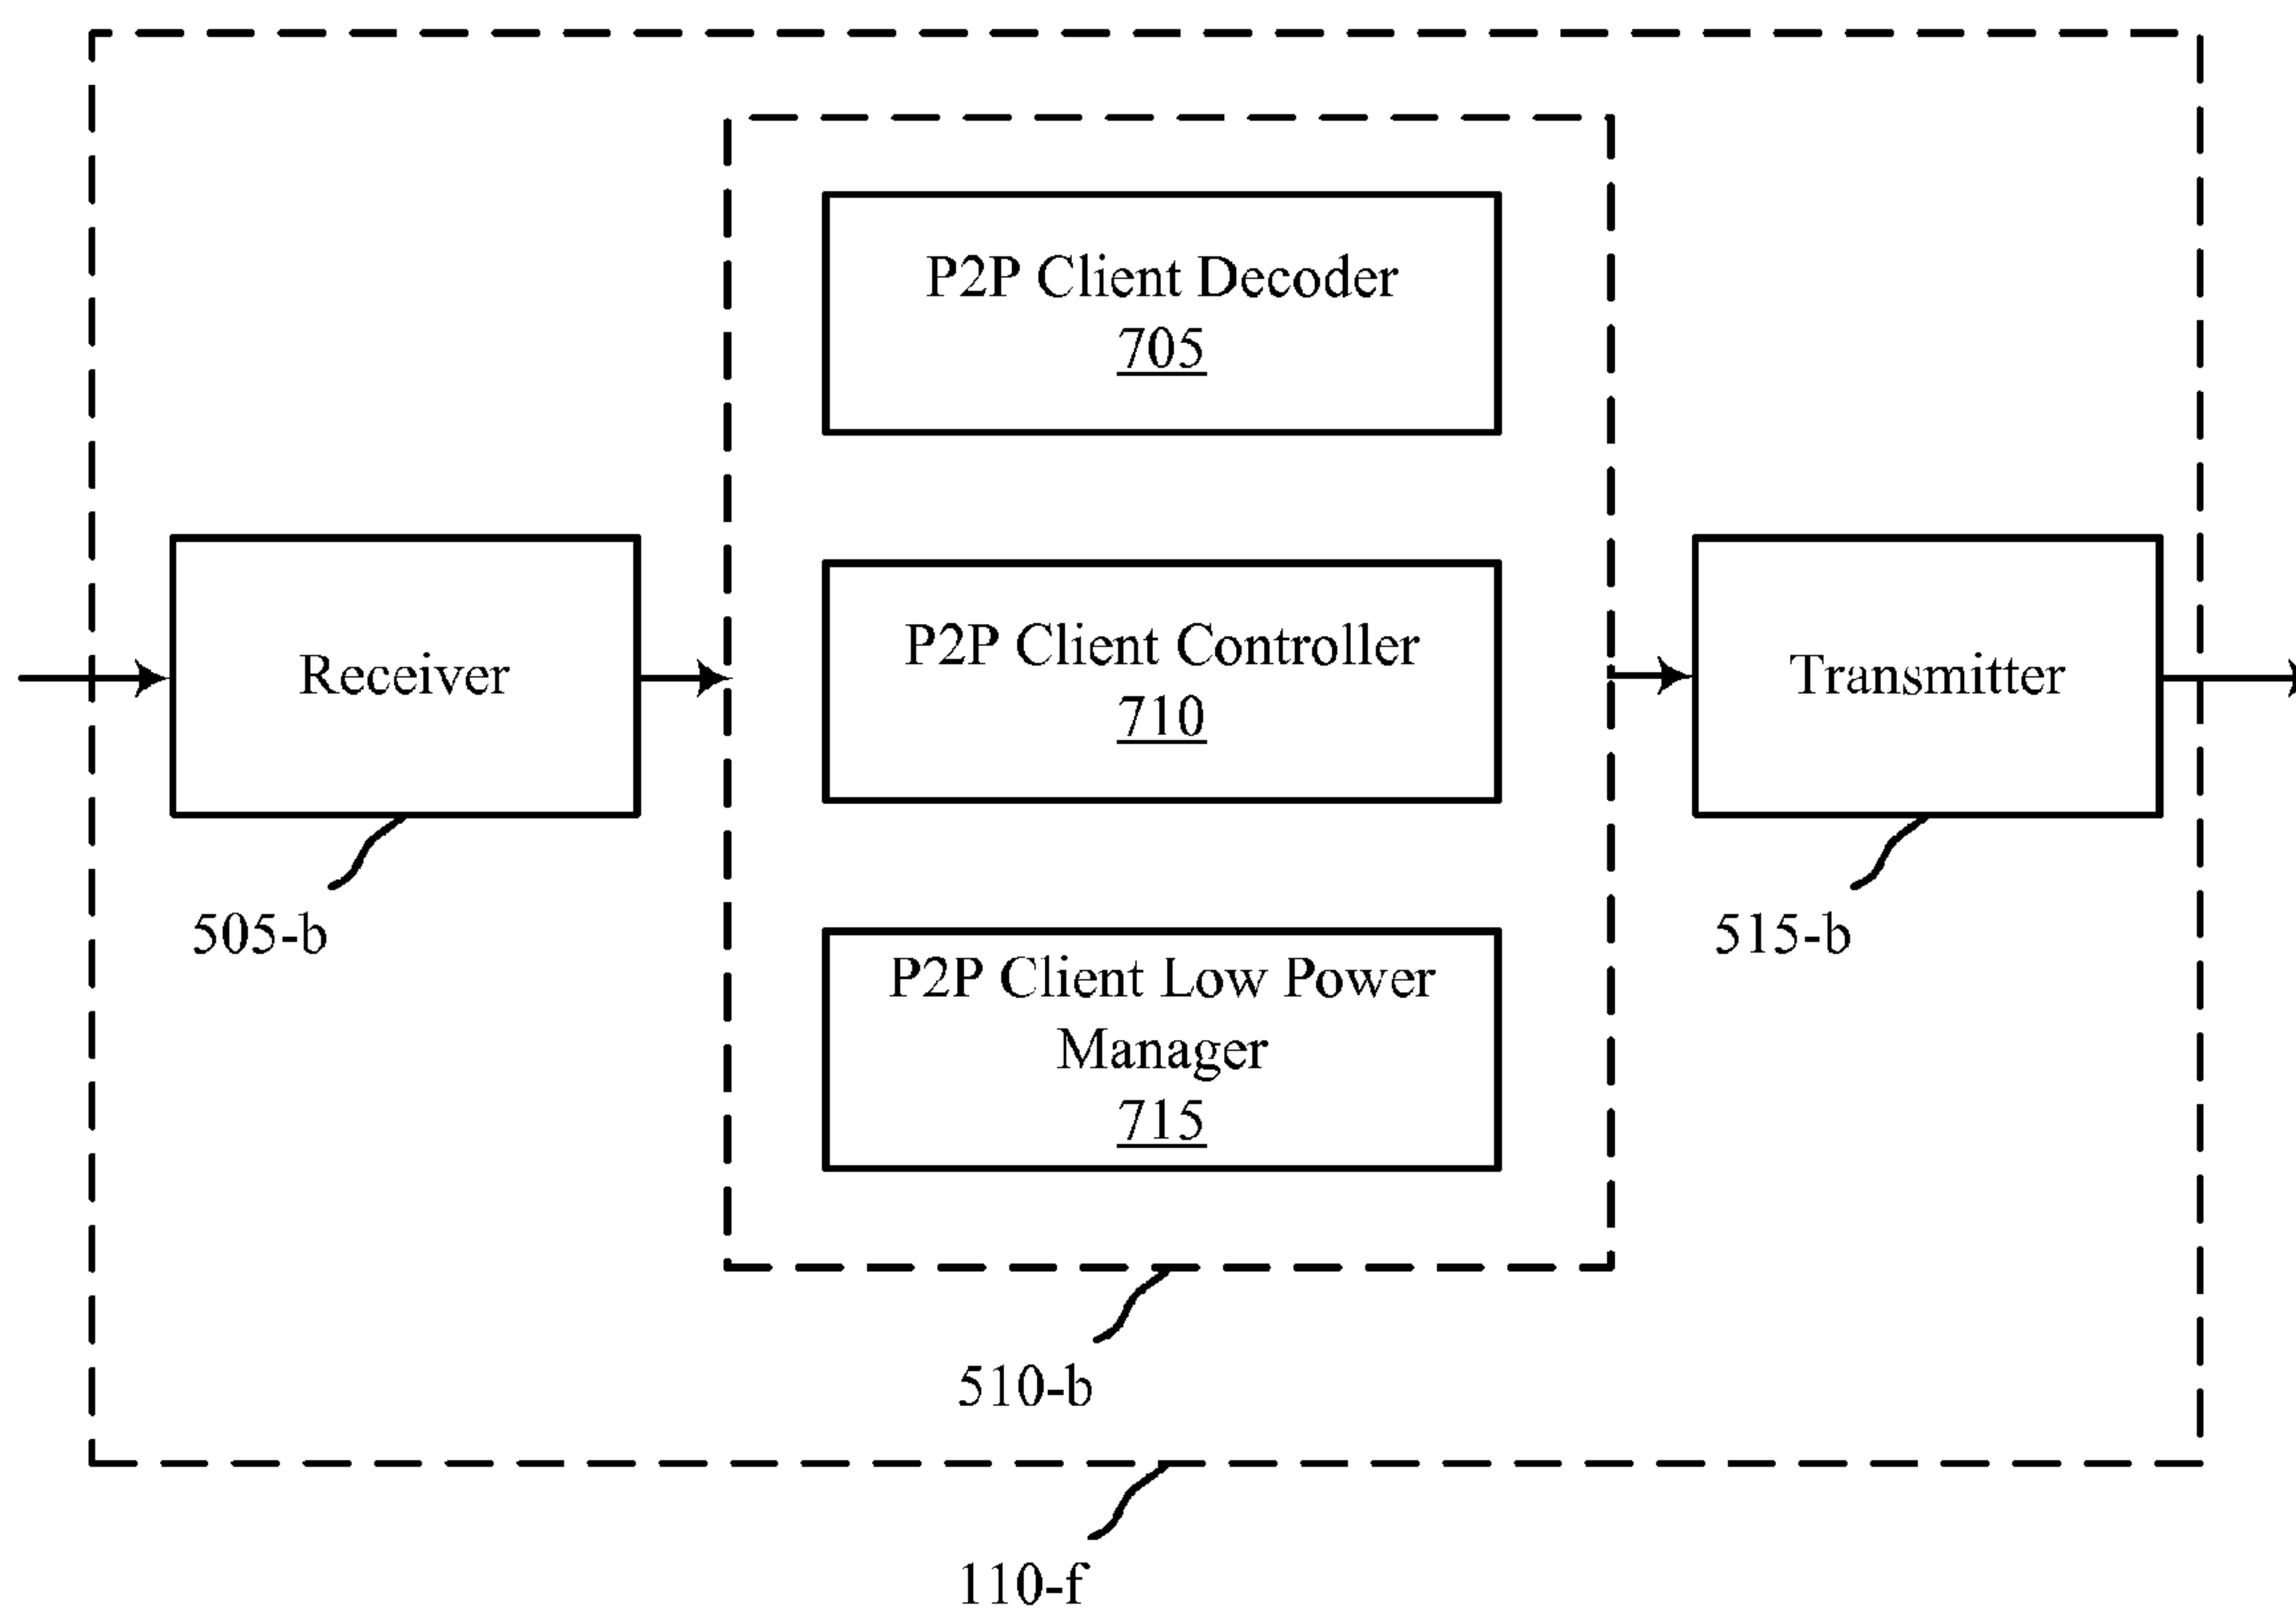 P2P Client Decoder
705
Receiver
505-b
P2P Client Controller
710
Transmitter
515-b
P2P Client Low Power
Manager
715
510-b
110-f